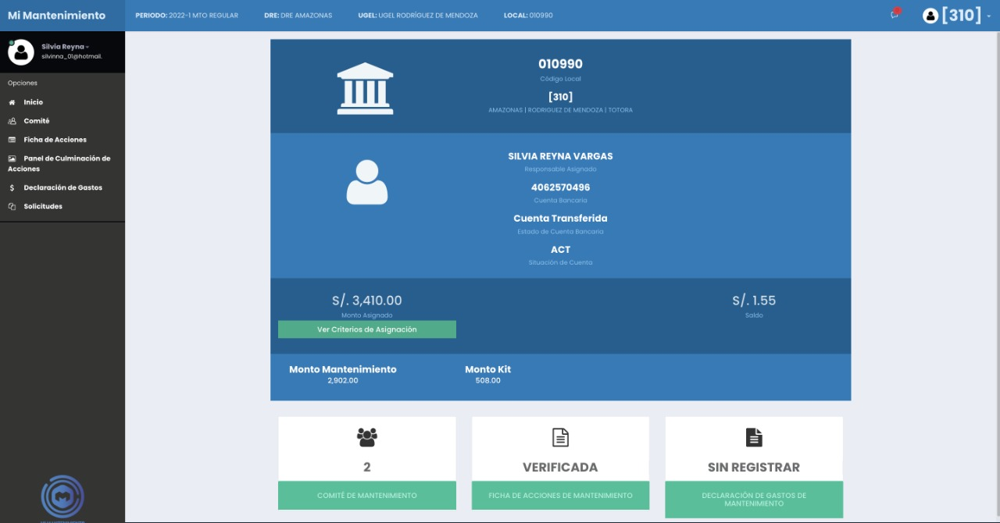 Mi Mantenimiento
PERIODO: 2022-1 MTO REGULAR DRE: DRE AMAZONAS UGEL: UGEL RODRÍGUEZ DE MENDOZA LOCAL: 010990
[310]
Silvia Reyna
silvinna_01@hotmail.
Opciones
Inicio
Comité
Ficha de Acciones
Panel de Culminación de
Acciones
Declaración de Gastos
Solicitudes
010990
Código Local
[310]
AMAZONAS | RODRIGUEZ DE MENDOZA | TOTORA
SILVIA REYNA VARGAS
Responsable Asignado
4062570496
Cuenta Bancaria
Cuenta Transferida
Estado de Cuenta Bancaria
ACT
Situación de Cuenta
S/. 3,410.00
Monto Asignado
Ver Criterios de Asignación
S/. 1.55
Saldo
Monto Mantenimiento
2,902.00
Monto Kit
508.00
2
COMITÉ DE MANTENIMIENTO
VERIFICADA
FICHA DE ACCIONES DE MANTENIMIENTO
SIN REGISTRAR
DECLARACIÓN DE GASTOS DE
MANTENIMIENTO